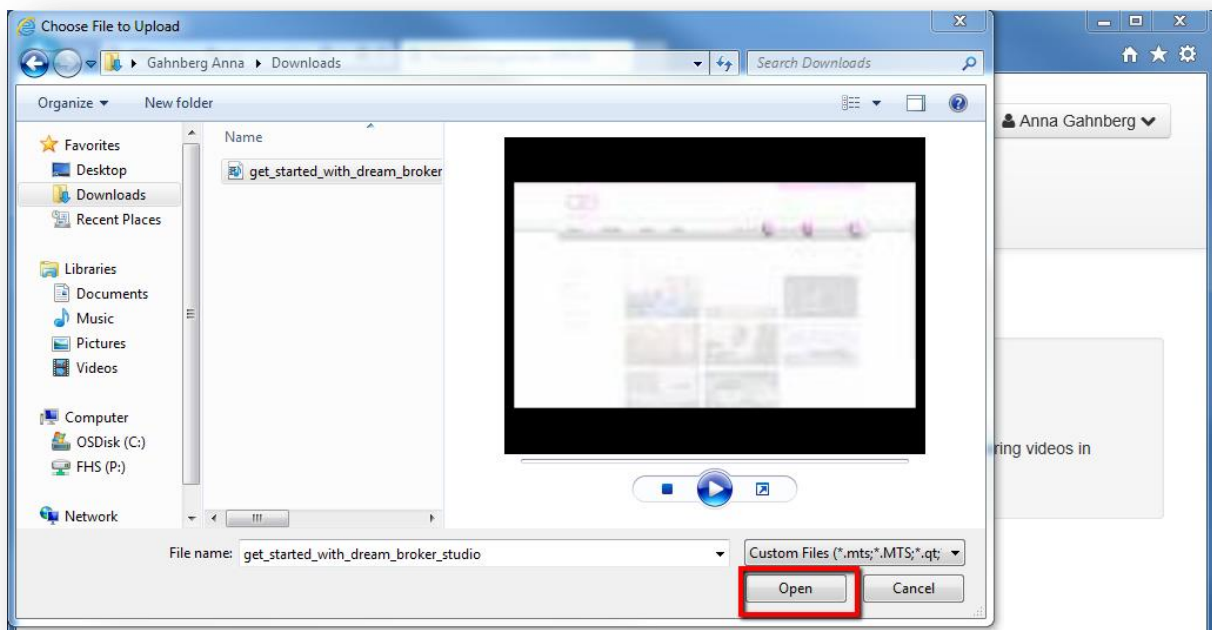 Choose File to Upload
Gahnberg Anna ▸ Downloads
Search Downloads
Organize
New folder
Anna Gahnberg
Favorites
Desktop
Downloads
Recent Places
Libraries
Documents
Music
Pictures
Videos
Computer
OSDisk (C:)
FHS (P:)
Network
Name
get_started_with_dream_broker
ring videos in
File name: get_started_with_dream_broker_studio
Custom Files (*.mts;*.MTS;*.qt;
Open
Cancel